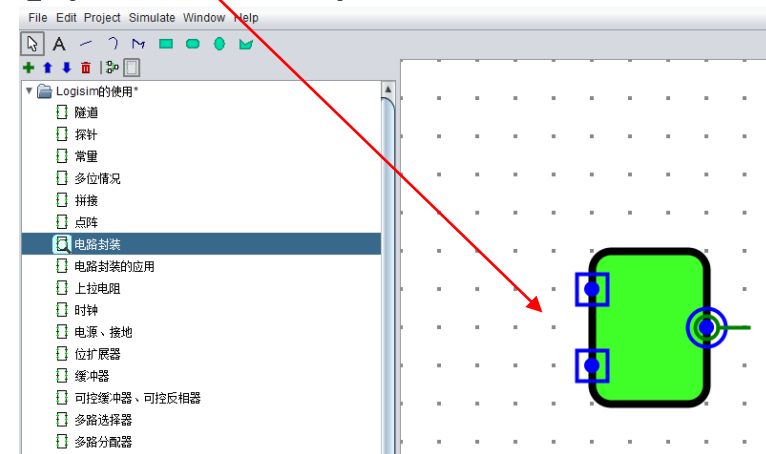 File Edit Project Simulate Window Help
A
Logisim的使用*
隧道
探针
常量
多位情况
拼接
点阵
电路封装
电路封装的应用
上拉电阻
时钟
电源、接地
位扩展器
缓冲器
可控缓冲器、可控反相器
多路选择器
多路分配器